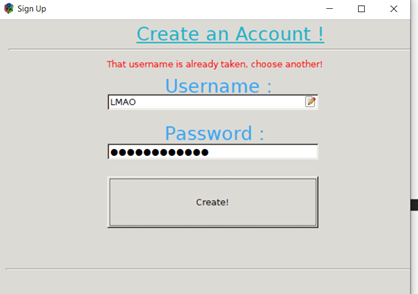 Sign Up
Create an Account !
That username is already taken, choose another!
Username :
LMAO
Password :
●●●●●●●●●●●●
Create!